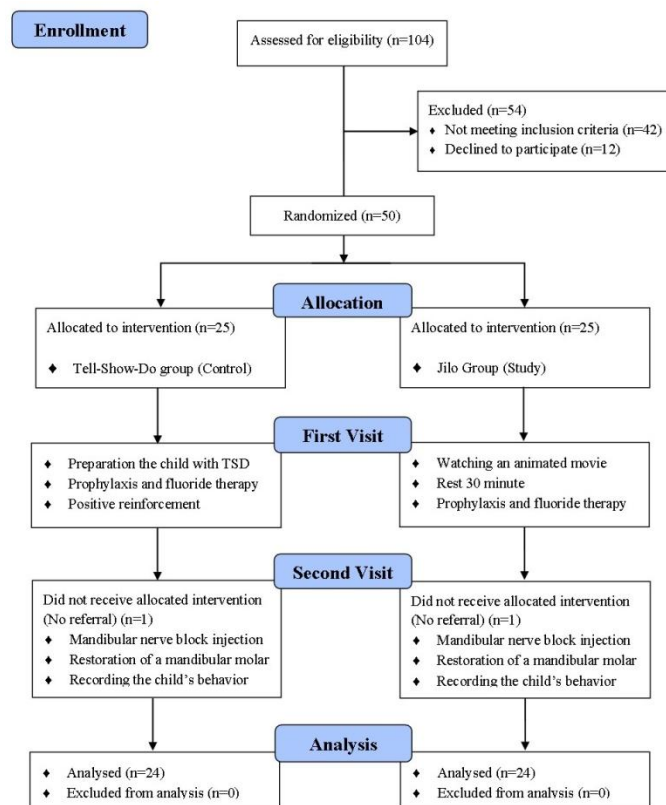 Enrollment
Assessed for eligibility (n=104)
Excluded (n=54)
♦ Not meeting inclusion criteria (n=42)
♦ Declined to participate (n=12)
Randomized (n=50)
Allocation
Allocated to intervention (n=25)
♦ Tell-Show-Do group (Control)
Allocated to intervention (n=25)
♦ Jilo Group (Study)
First Visit
♦ Preparation the child with TSD
♦ Prophylaxis and fluoride therapy
♦ Positive reinforcement
♦ Watching an animated movie
♦ Rest 30 minute
♦ Prophylaxis and fluoride therapy
Second Visit
Did not receive allocated intervention
(No referral) (n=1)
♦ Mandibular nerve block injection
♦ Restoration of a mandibular molar
♦ Recording the child's behavior
Did not receive allocated intervention
(No referral) (n=1)
♦ Mandibular nerve block injection
♦ Restoration of a mandibular molar
♦ Recording the child's behavior
Analysis
♦ Analysed (n=24)
♦ Excluded from analysis (n=0)
♦ Analysed (n=24)
♦ Excluded from analysis (n=0)